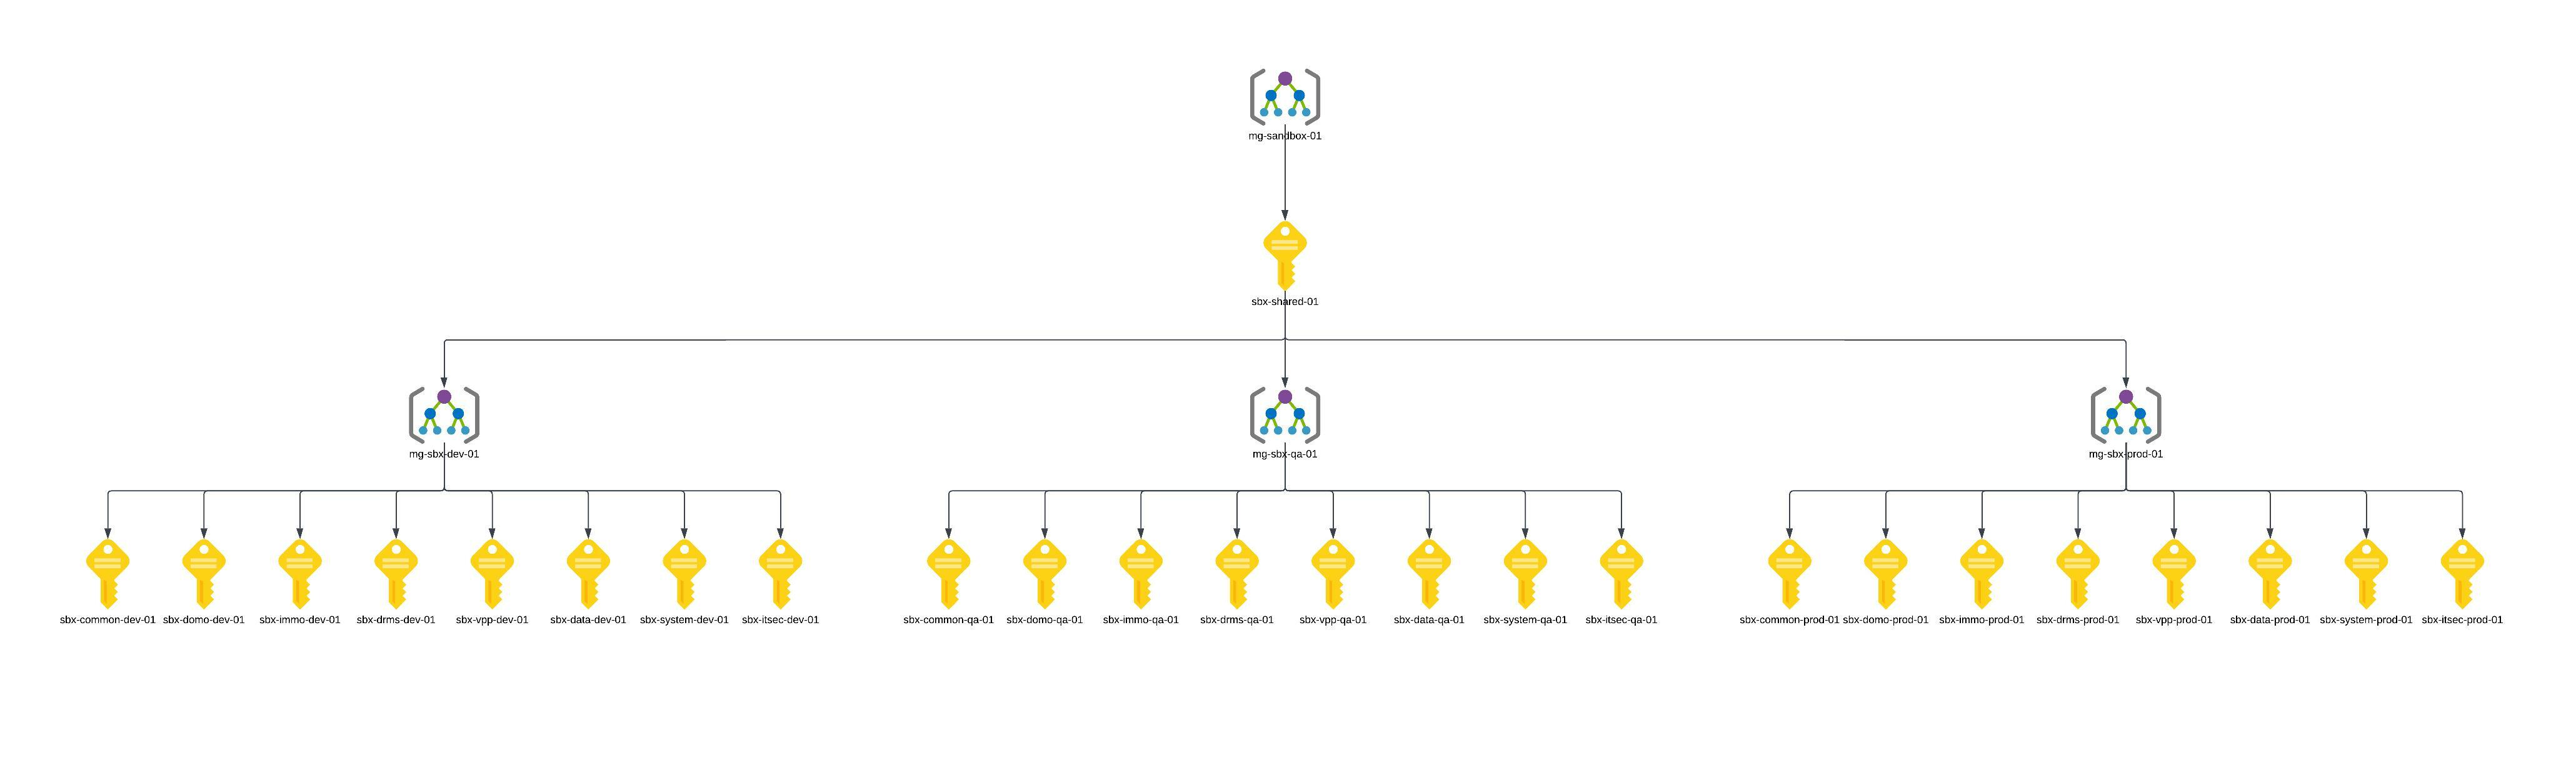 mg-sandbox-01
sbx-shared-01
mg-sbx-dev-01
mg-sbx-qa-01
mg-sbx-prod-01
sbx-common-dev-01
sbx-domo-dev-01
sbx-immo-dev-01
sbx-drms-dev-01
sbx-vpp-dev-01
sbx-data-dev-01
sbx-system-dev-01
sbx-itsec-dev-01
sbx-common-qa-01
sbx-domo-qa-01
sbx-immo-qa-01
sbx-drms-qa-01
sbx-vpp-qa-01
sbx-data-qa-01
sbx-system-qa-01
sbx-itsec-qa-01
sbx-common-prod-01
sbx-domo-prod-01
sbx-immo-prod-01
sbx-drms-prod-01
sbx-vpp-prod-01
sbx-data-prod-01
sbx-system-prod-01
sbx-itsec-prod-01